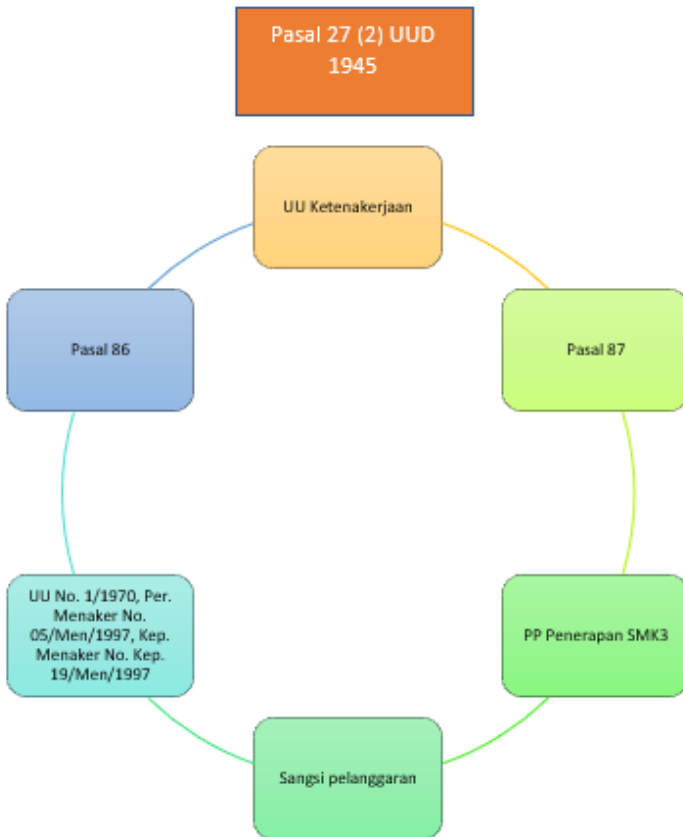 Pasal 27 (2) UUD
1945
UU Ketenakerjaan
Pasal 86
Pasal 87
UU No. 1/1970, Per.
Menaker No.
05/Men/1997, Kep.
Menaker No. Kep.
19/Men/1997
PP Penerapan SMK3
Sangsi pelanggaran